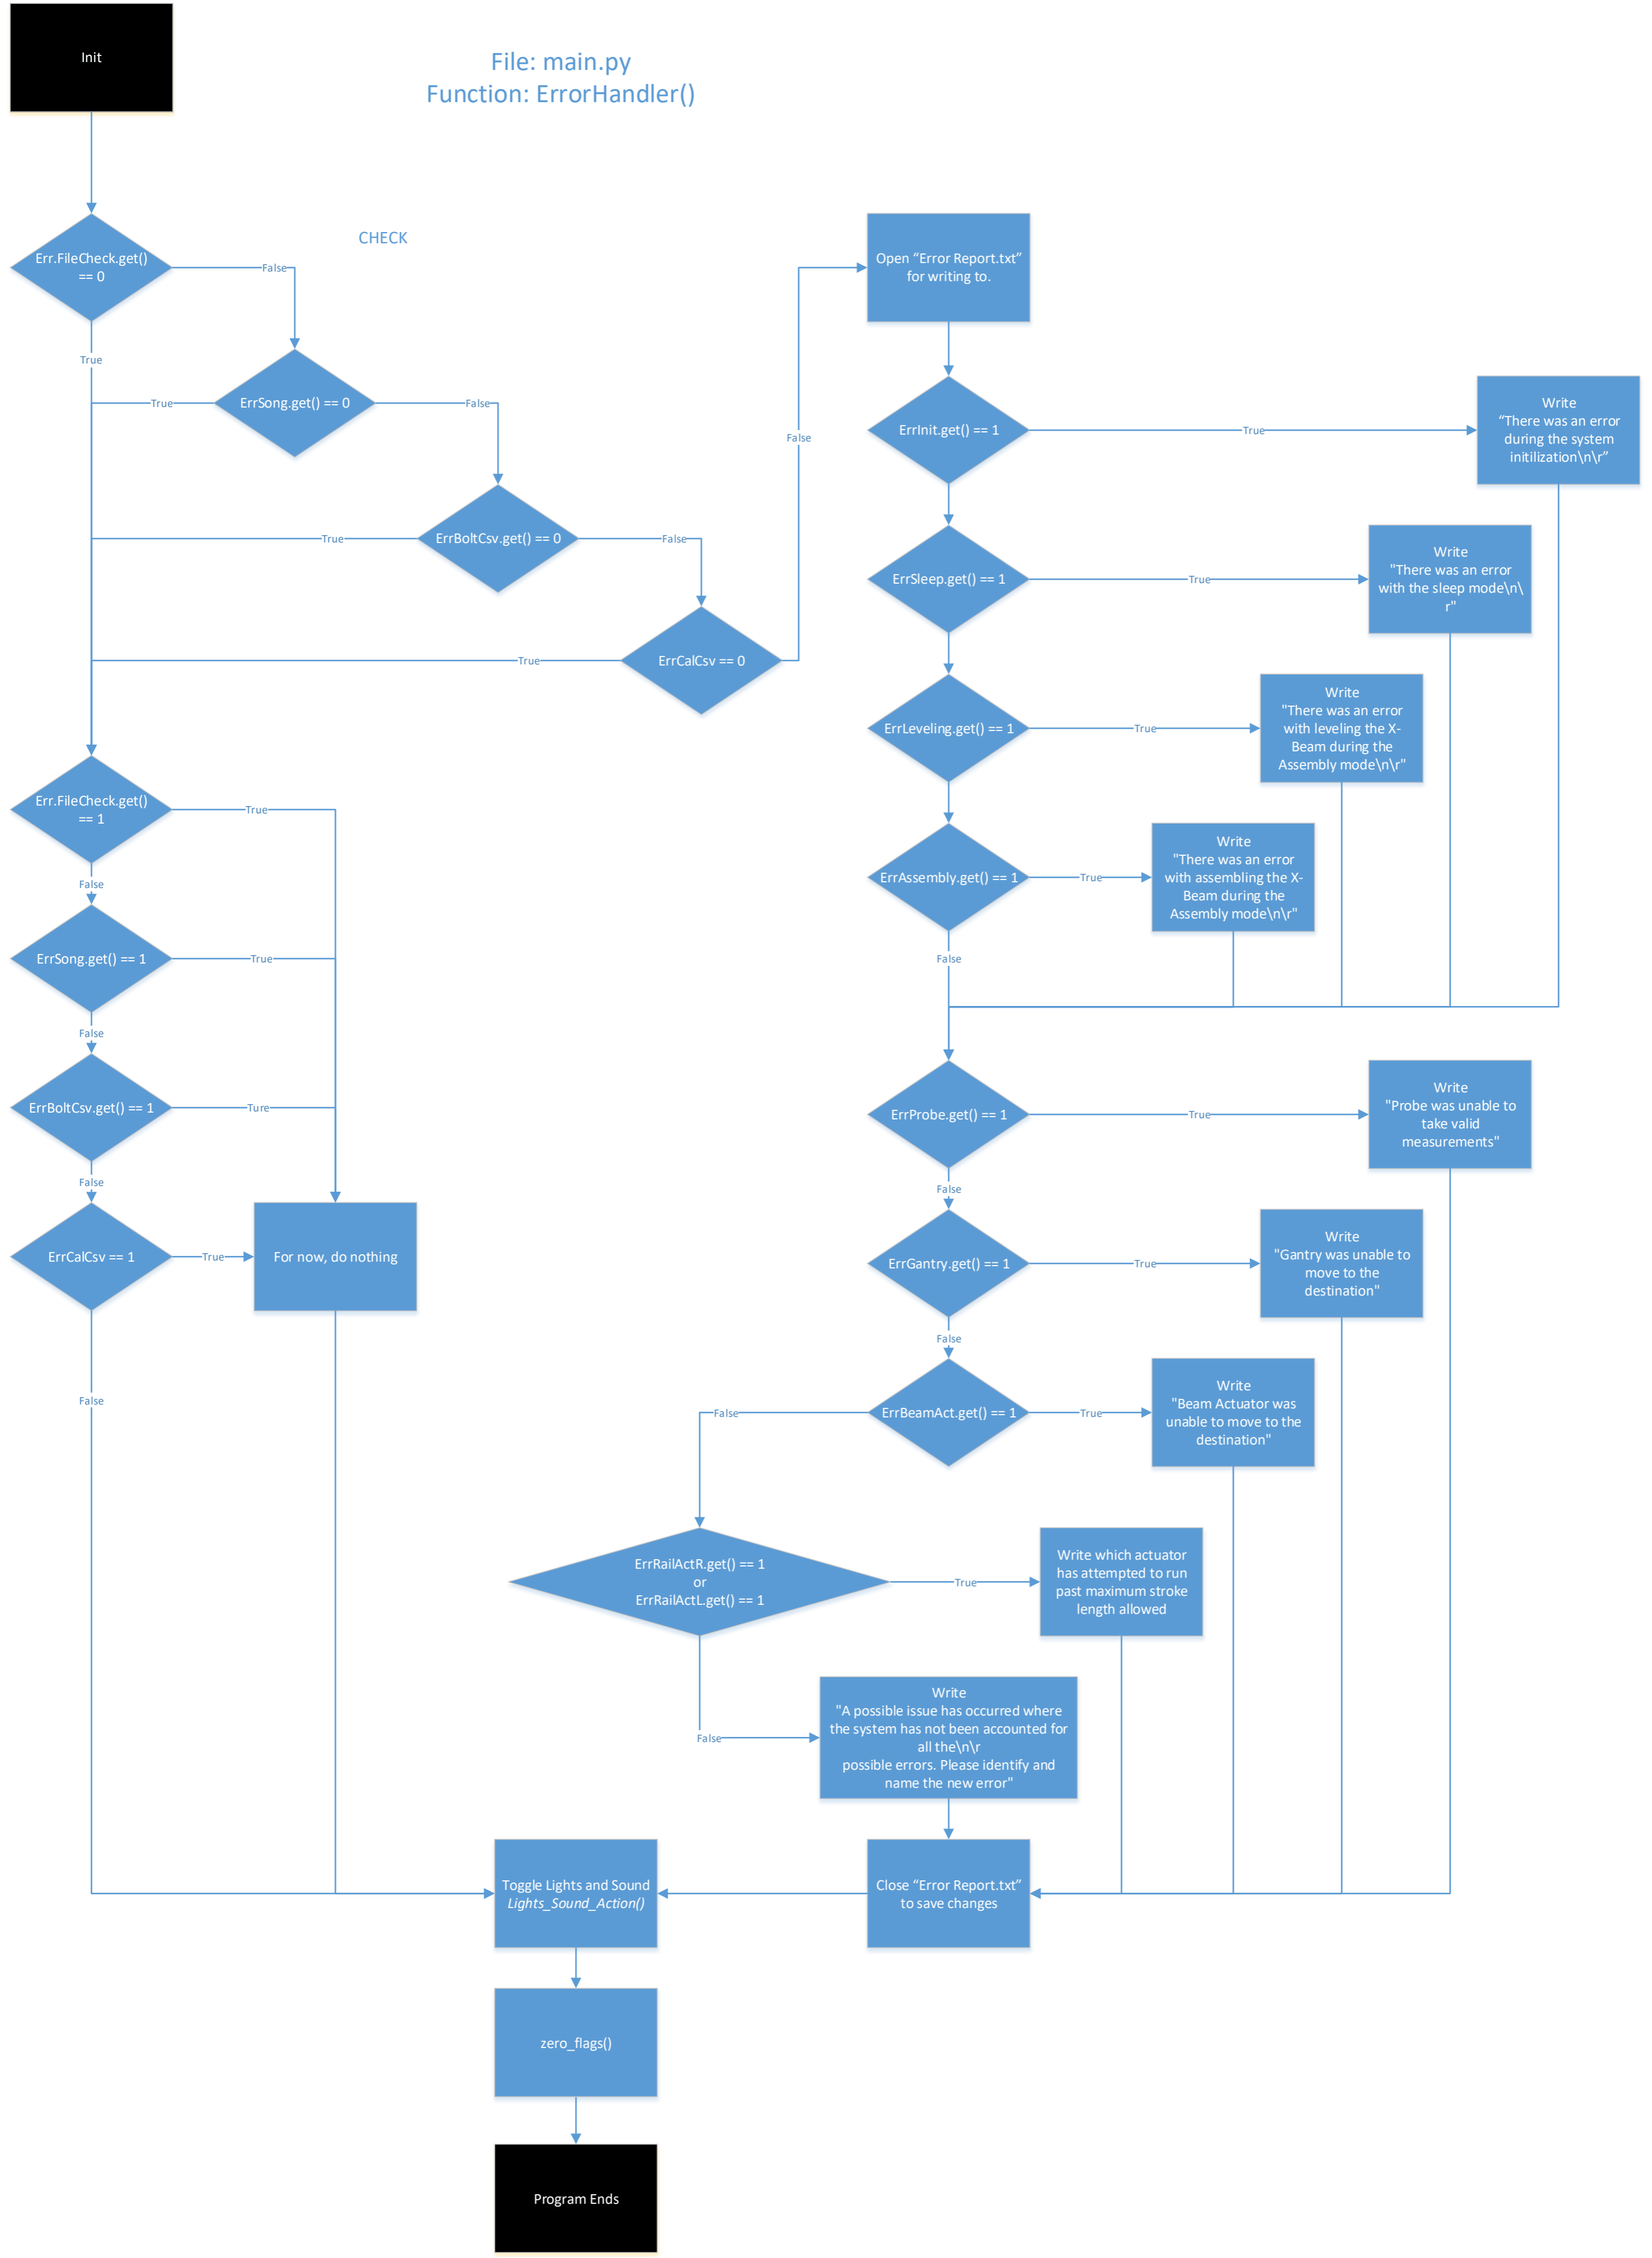 Init
File: main.py
Function: ErrorHandler()
CHECK
Err.FileCheck.get()
== 0
False
True
ErrSong.get() == 0
True
False
ErrBoltCsv.get() == 0
True
False
ErrCalCsv == 0
True
False
Err.FileCheck.get()
== 1
True
False
ErrSong.get() == 1
True
False
ErrBoltCsv.get() == 1
Ture
False
ErrCalCsv == 1
True
For now, do nothing
False
Open “Error Report.txt”
for writing to.
ErrInit.get() == 1
True
Write
“There was an error
during the system
initilization\n\r”
ErrSleep.get() == 1
True
Write
"There was an error
with the sleep mode\n\
r"
ErrLeveling.get() == 1
True
Write
"There was an error
with leveling the X-
Beam during the
Assembly mode\n\r"
ErrAssembly.get() == 1
True
Write
"There was an error
with assembling the X-
Beam during the
Assembly mode\n\r"
False
ErrProbe.get() == 1
True
Write
"Probe was unable to
take valid
measurements"
False
ErrGantry.get() == 1
True
Write
"Gantry was unable to
move to the
destination"
False
ErrBeamAct.get() == 1
False
True
Write
"Beam Actuator was
unable to move to the
destination"
ErrRailActR.get() == 1
or
ErrRailActL.get() == 1
True
Write which actuator
has attempted to run
past maximum stroke
length allowed
False
Write
"A possible issue has occurred where
the system has not been accounted for
all the\n\r
possible errors. Please identify and
name the new error"
Toggle Lights and Sound
Lights_Sound_Action()
Close “Error Report.txt”
to save changes
zero_flags()
Program Ends